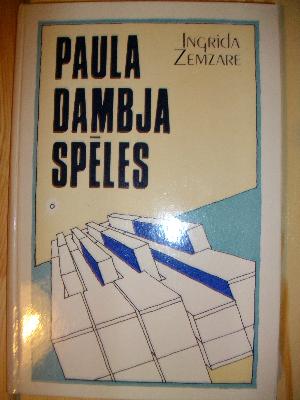 PAULA
DAMBJA
SPĒLES
INGRĪDA
ZEMZARE